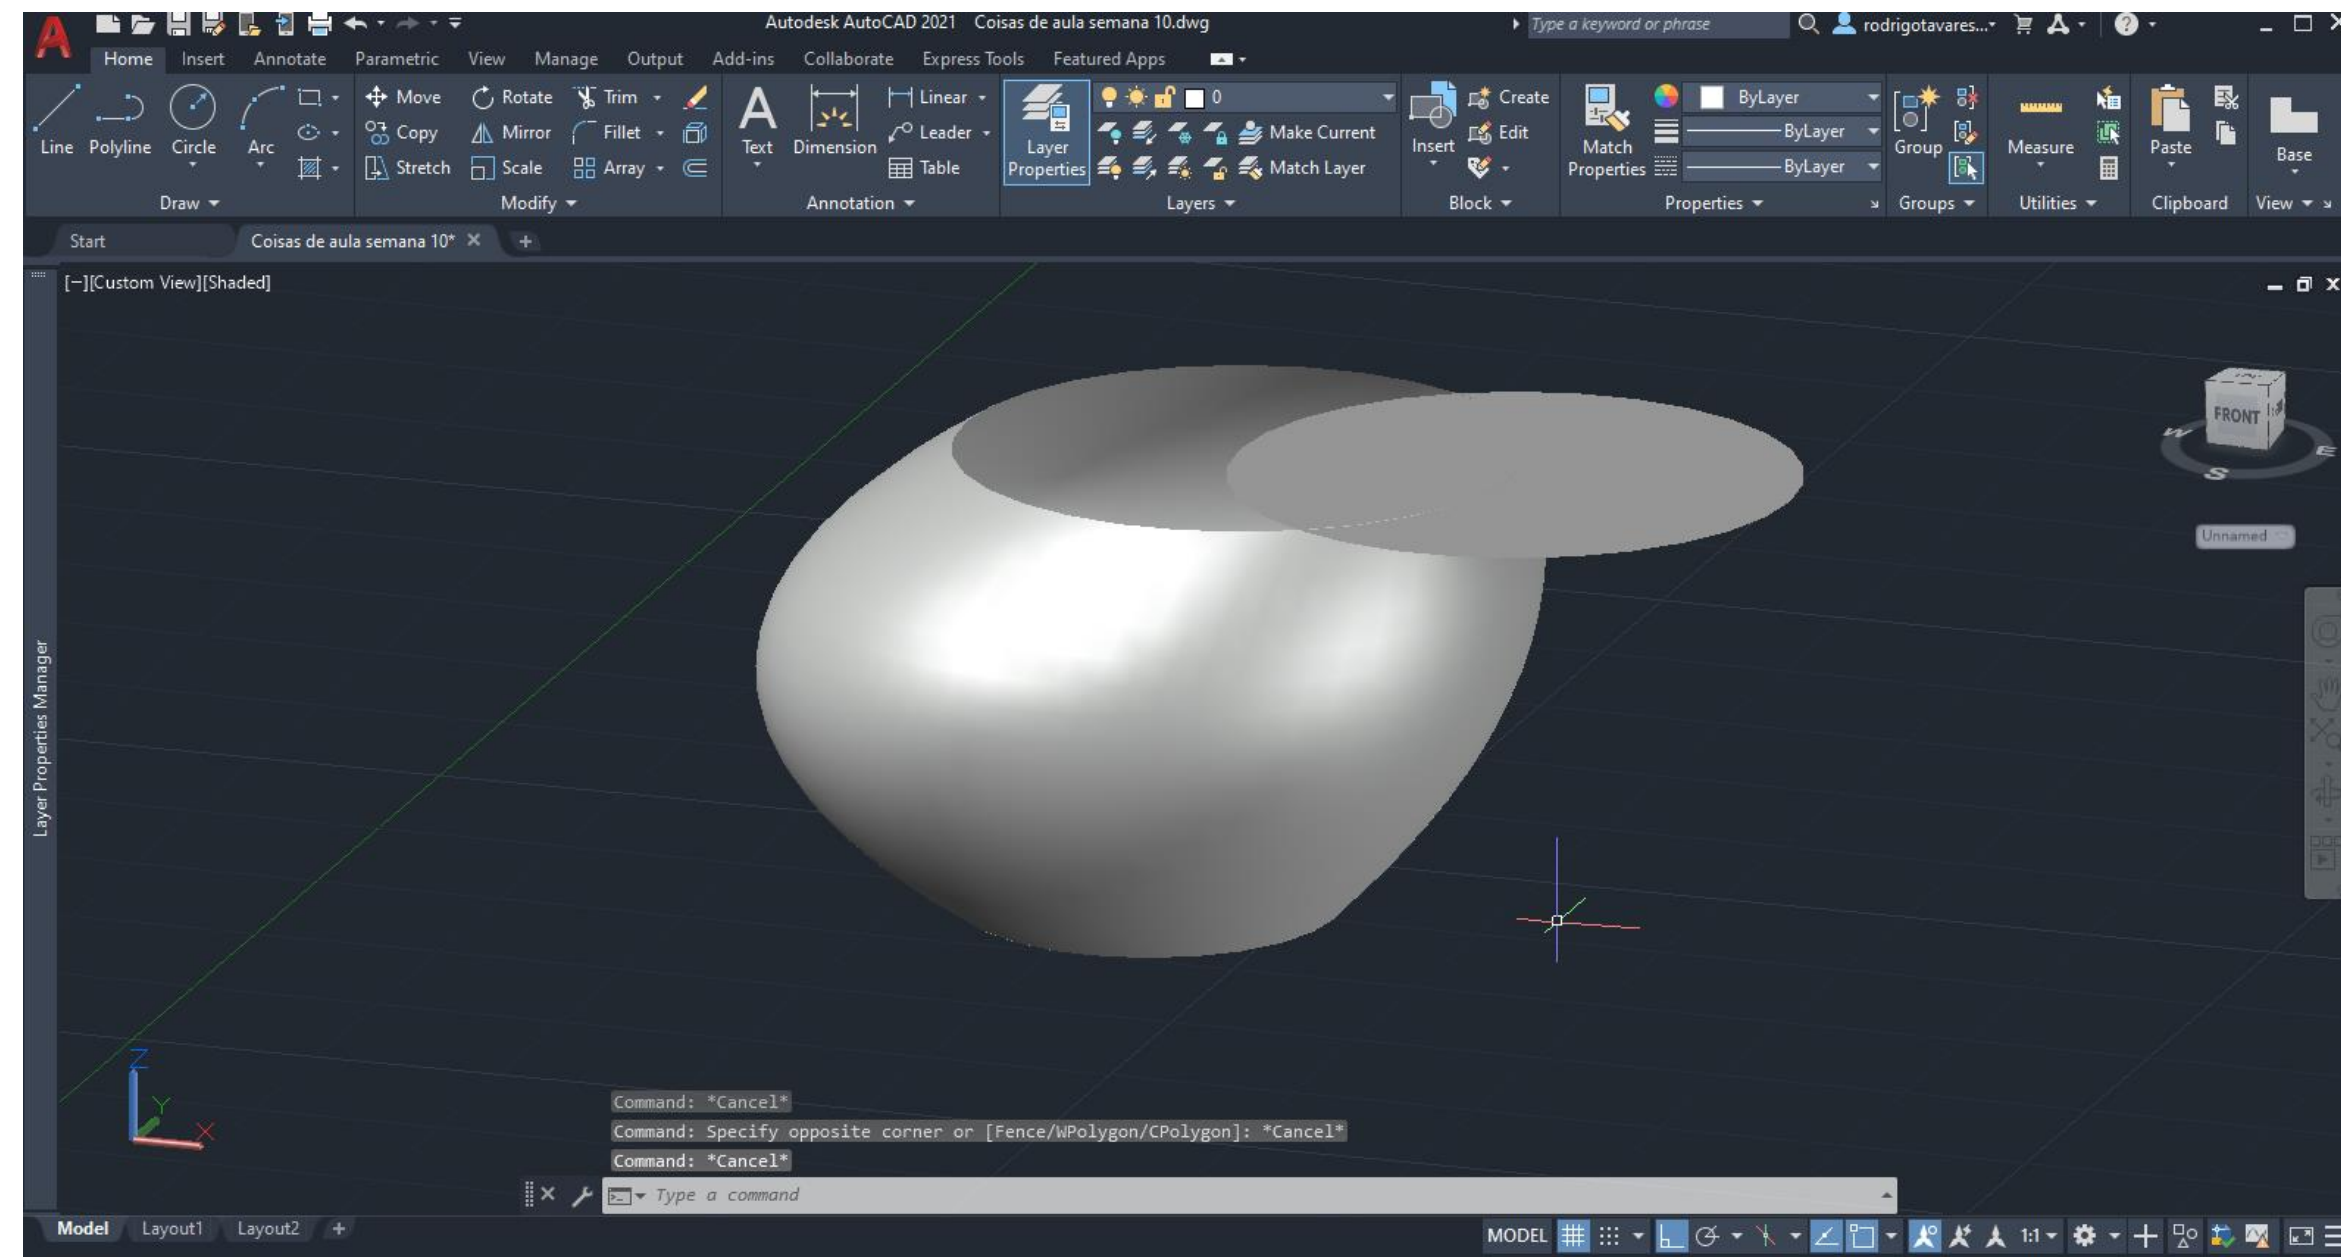 Autodesk AutoCAD 2021 Coisas de aula semana 10.dwg
Type a keyword or phrase
rodrigotavares...
Home Insert Annotate Parametric View Manage Output Add-ins Collaborate Express Tools Featured Apps
Line Polyline Circle Arc
Move Rotate Trim
Copy Mirror Fillet
Stretch Scale Array
Text Dimension
Linear
Leader
Table
Layer Properties
0
Make Current
Match Layer
Insert
Create
Edit
Match Properties
ByLayer
ByLayer
ByLayer
Group
Measure
Paste
Base
Draw Modify Annotation Layers Block Properties Groups Utilities Clipboard View
Start Coisas de aula semana 10*
[−][Custom View][Shaded]
FRONT
W S E
Unnamed
Layer Properties Manager
Z
Y
X
Command: *Cancel*
Command: Specify opposite corner or [Fence/WPolygon/CPolygon]: *Cancel*
Command: *Cancel*
Type a command
Model Layout1 Layout2
MODEL 1:1